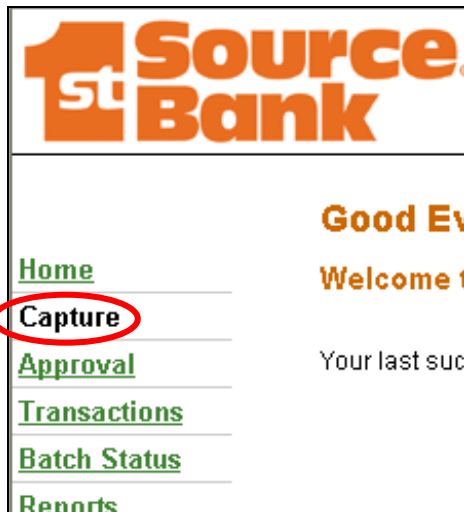 1st Source
Bank
Good Ev
Home
Welcome t
Capture
Approval
Your last suc
Transactions
Batch Status
Reports